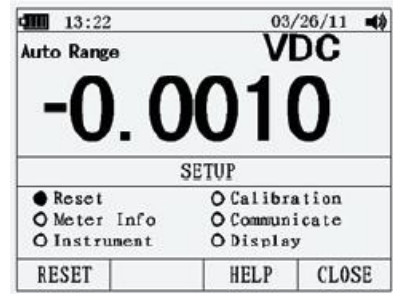 13:22 03/26/11
Auto Range VDC
-0.0010
SETUP
Reset Calibration
Meter Info Communicate
Instrument Display
RESET HELP CLOSE